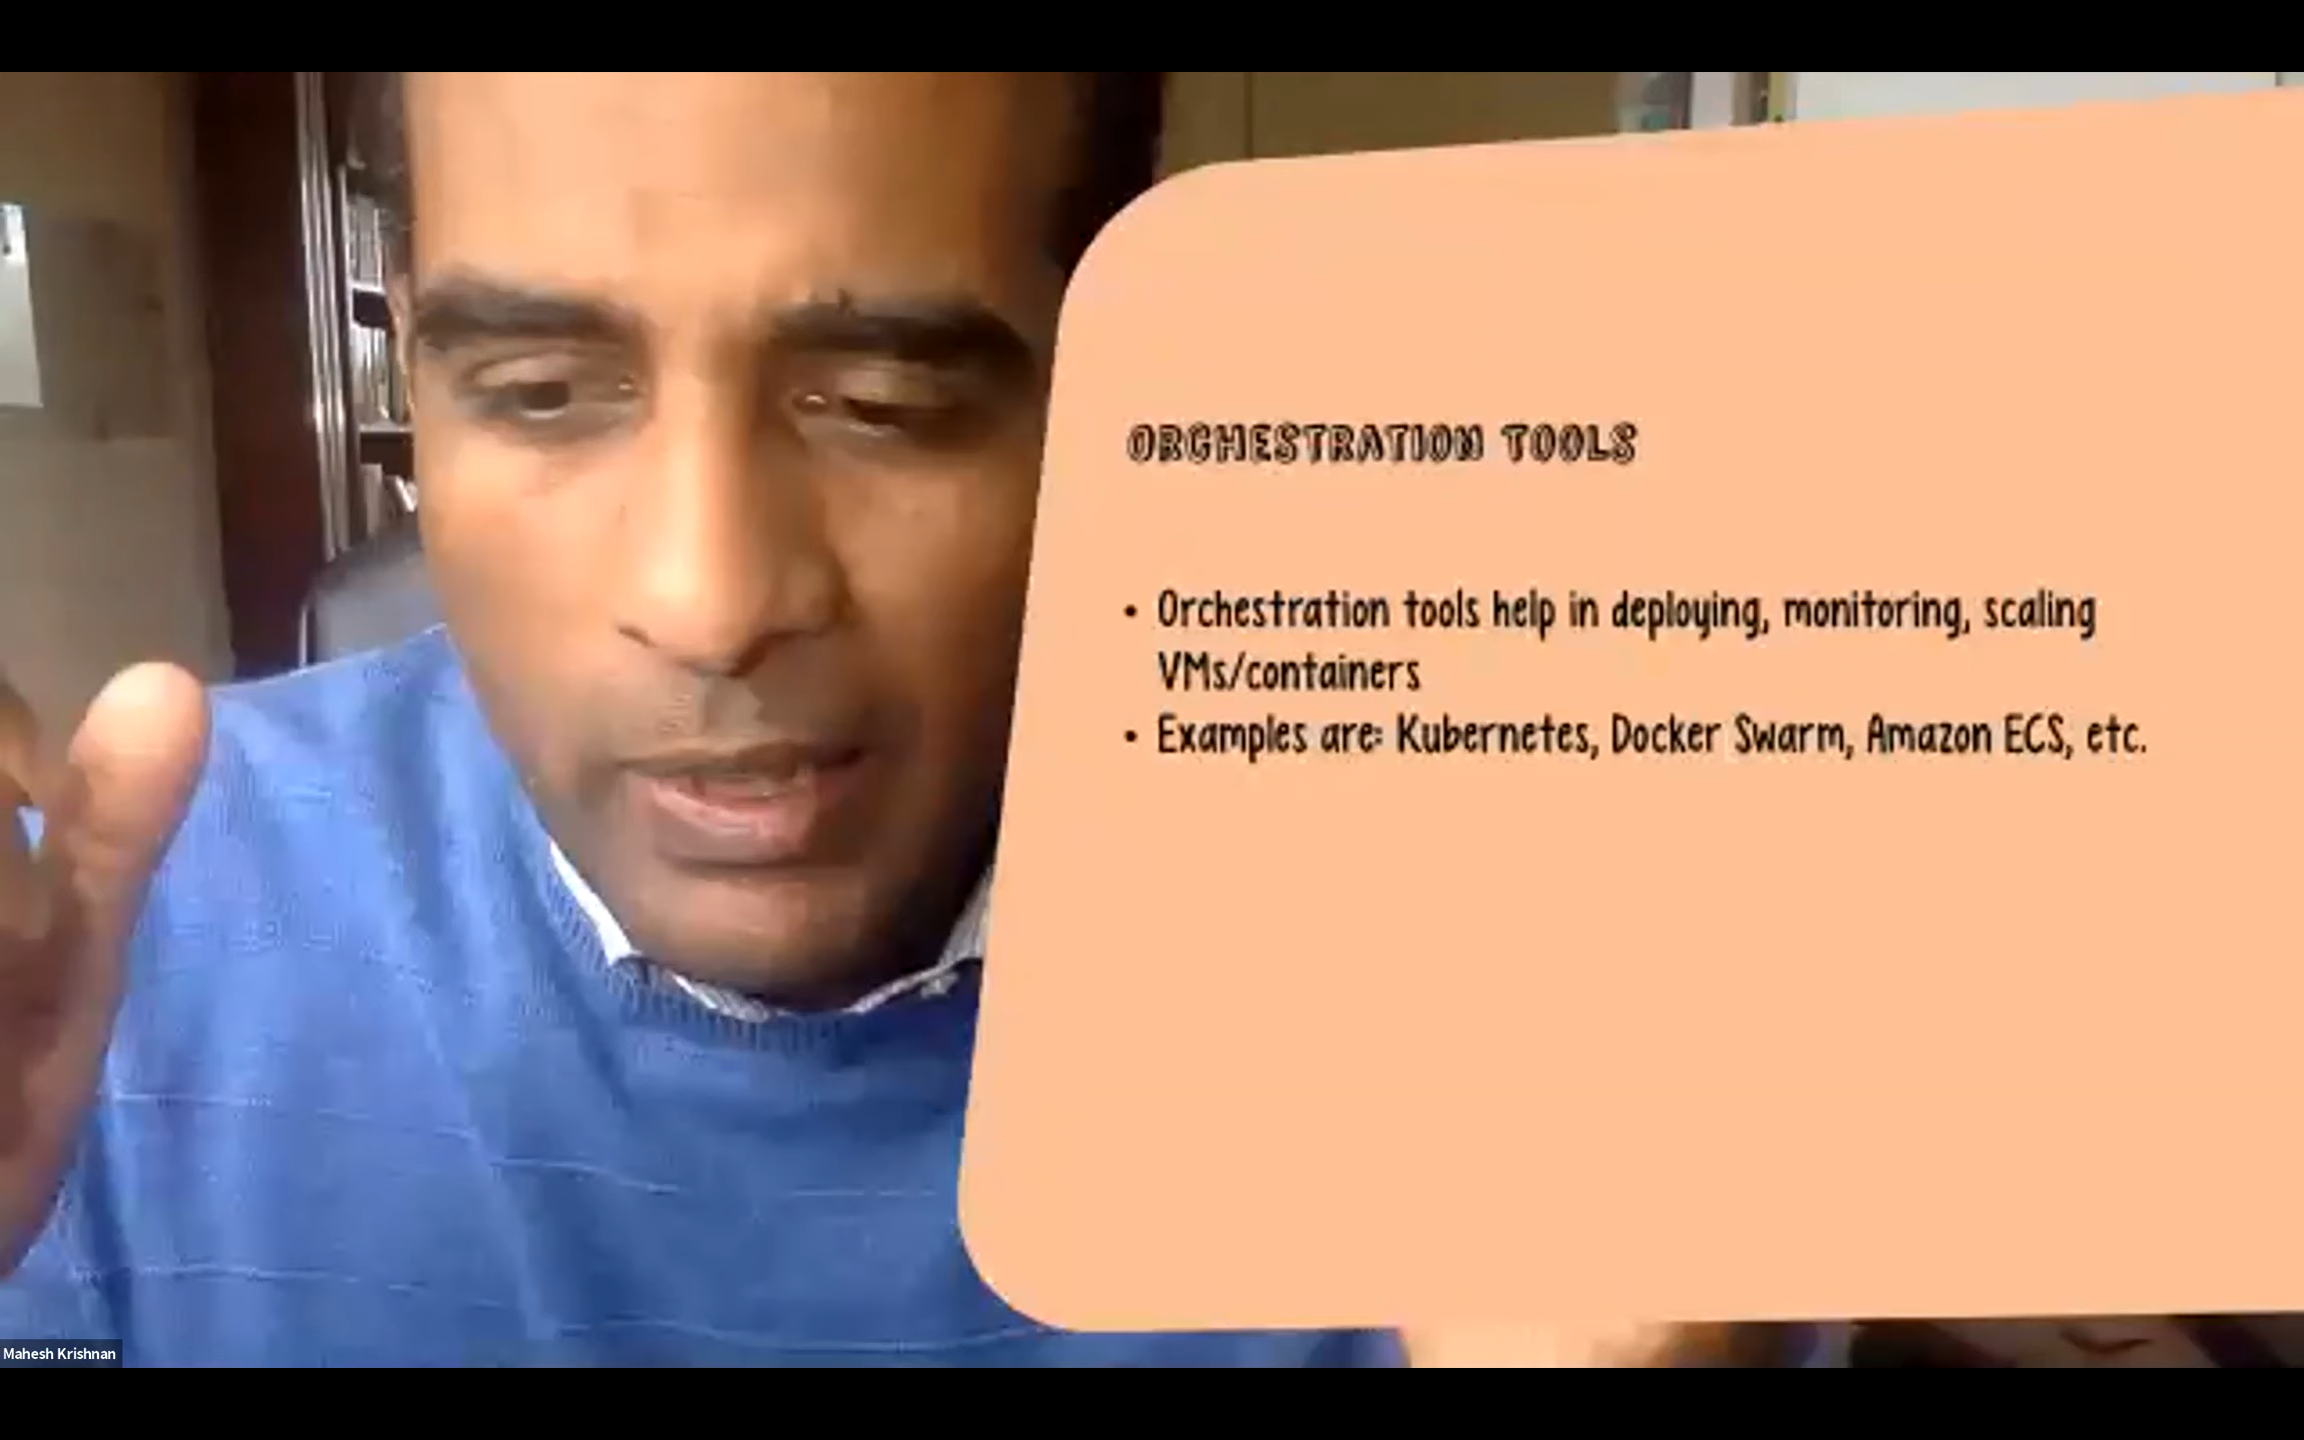 ORCHESTRATION TOOLS
• Orchestration tools help in deploying, monitoring, scaling
VMs/containers
• Examples are: Kubernetes, Docker Swarm, Amazon ECS, etc.
Mahesh Krishnan